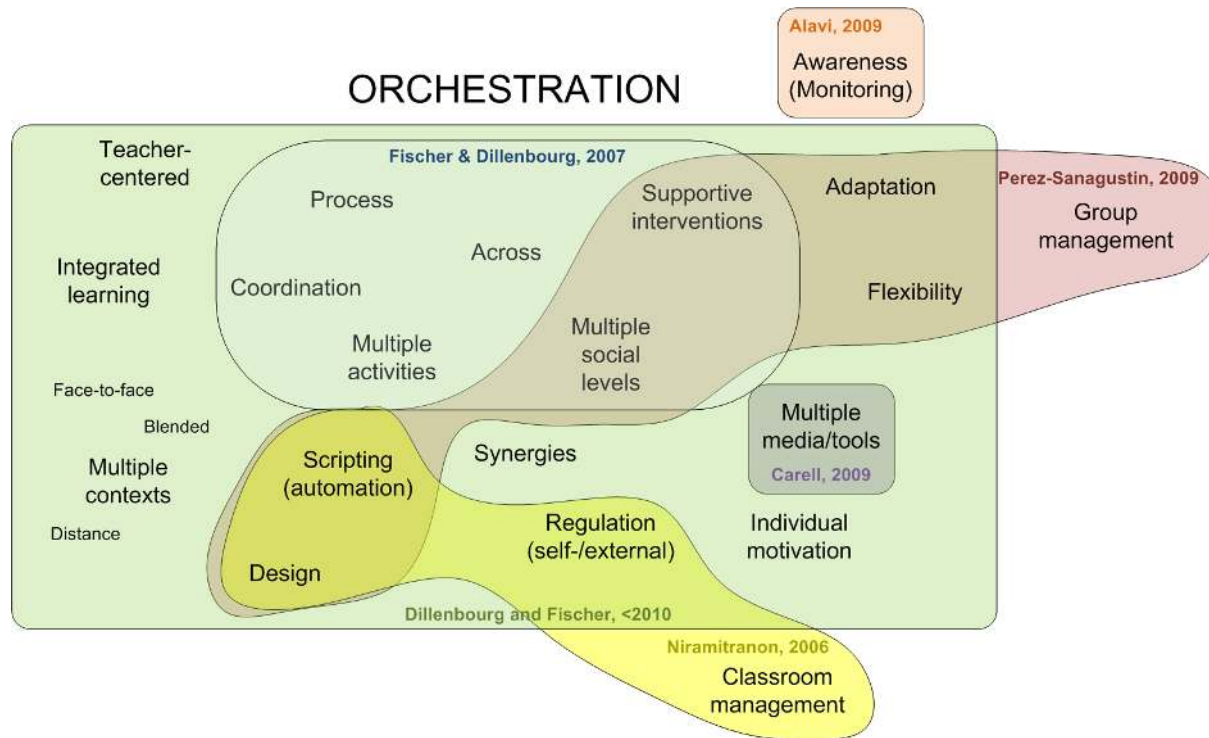 Alavi, 2009
Awareness
(Monitoring)
ORCHESTRATION
Teacher-
centered
Fischer & Dillenbourg, 2007
Process
Supportive
interventions
Adaptation
Perez-Sanagustin, 2009
Group
management
Across
Integrated
learning
Coordination
Flexibility
Multiple
activities
Multiple
social
levels
Face-to-face
Blended
Multiple
contexts
Distance
Scripting
(automation)
Synergies
Multiple
media/tools
Carell, 2009
Regulation
(self-/external)
Individual
motivation
Design
Dillenbourg and Fischer, <2010
Niramitranon, 2006
Classroom
management